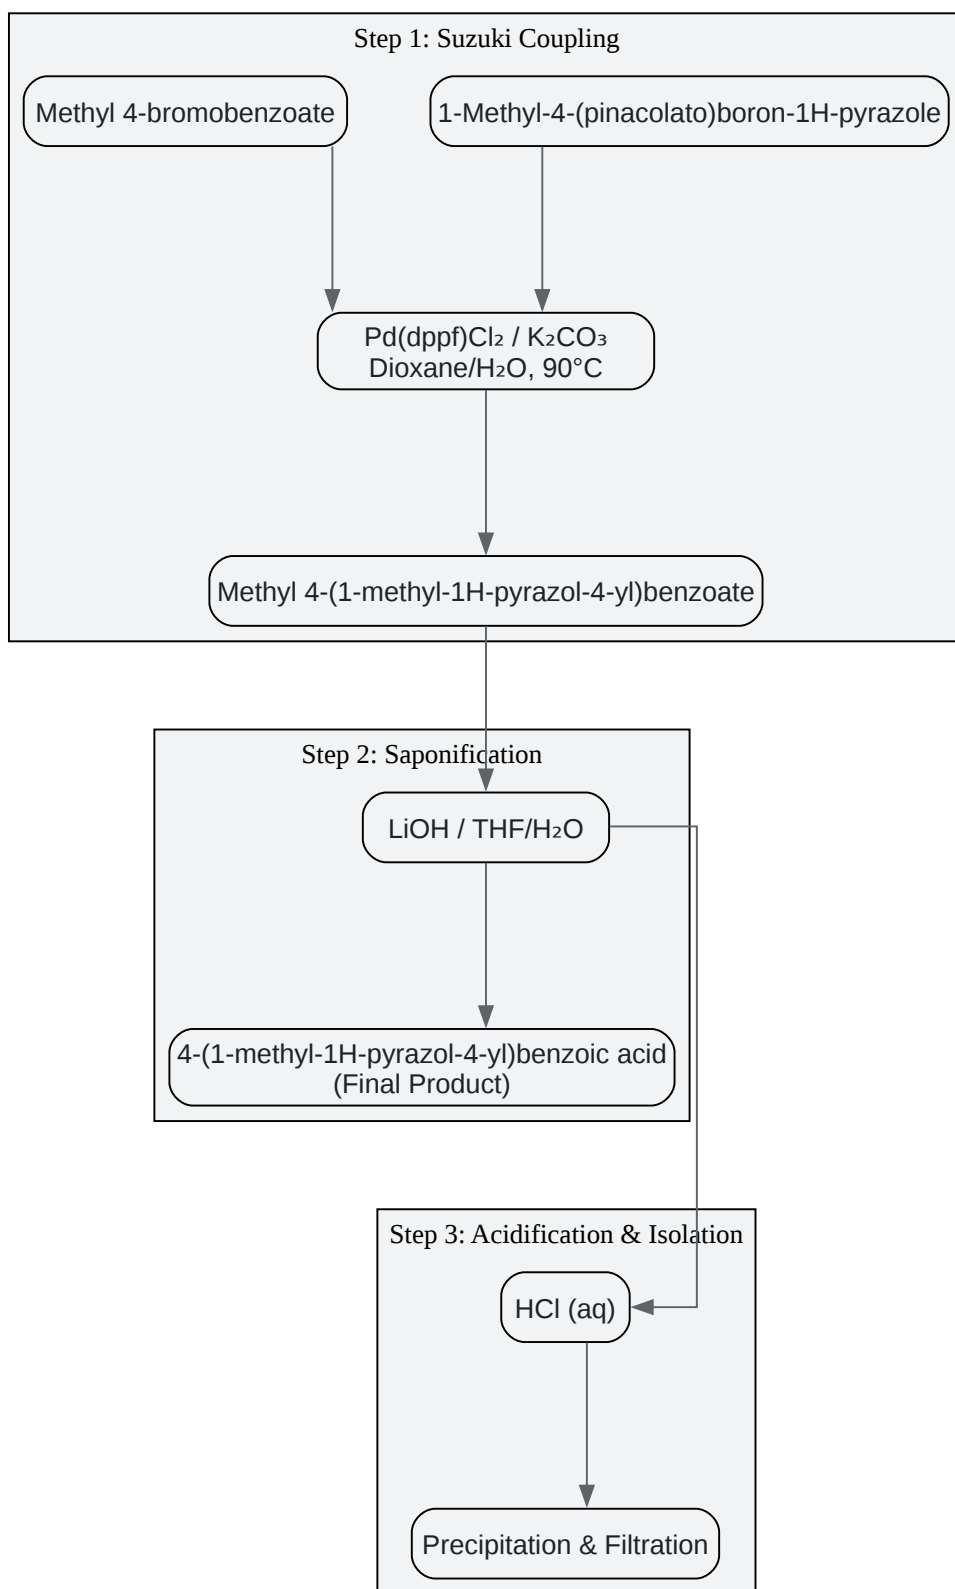 Step 1: Suzuki Coupling
Methyl 4-bromobenzoate
1-Methyl-4-(pinacolato)boron-1H-pyrazole
Pd(dppf)Cl₂ / K₂CO₃
Dioxane/H₂O, 90°C
Methyl 4-(1-methyl-1H-pyrazol-4-yl)benzoate
Step 2: Saponification
LiOH / THF/H₂O
4-(1-methyl-1H-pyrazol-4-yl)benzoic acid
(Final Product)
Step 3: Acidification & Isolation
HCl (aq)
Precipitation & Filtration